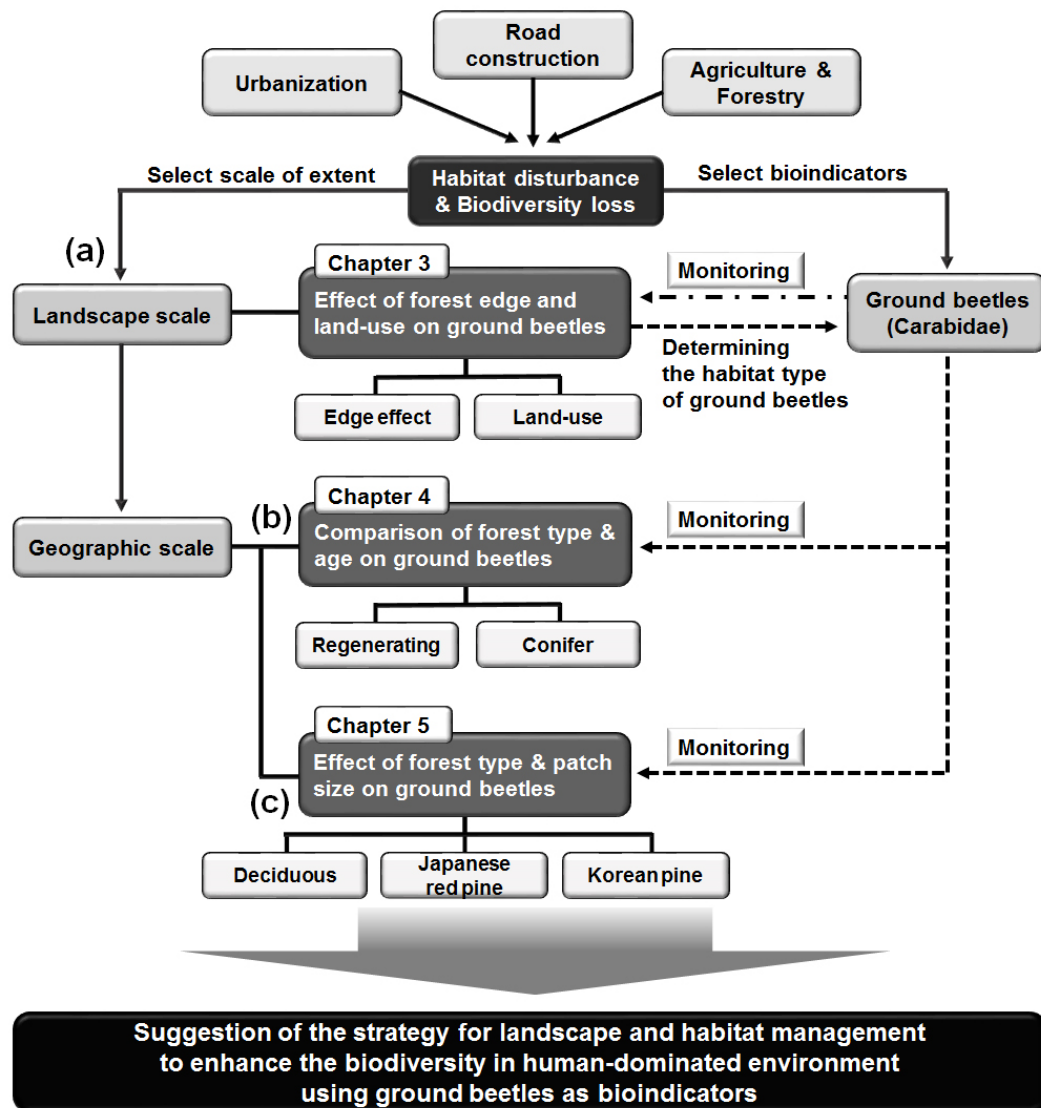 Road
construction
Urbanization
Agriculture &
Forestry
Select scale of extent
Habitat disturbance
& Biodiversity loss
Select bioindicators
(a)
Chapter 3
Monitoring
Landscape scale
Effect of forest edge and
land-use on ground beetles
Ground beetles
(Carabidae)
Determining
the habitat type
of ground beetles
Edge effect
Land-use
Chapter 4
Monitoring
(b)
Geographic scale
Comparison of forest type &
age on ground beetles
Regenerating
Conifer
Chapter 5
Monitoring
Effect of forest type & patch
size on ground beetles
(c)
Deciduous
Japanese
red pine
Korean pine
Suggestion of the strategy for landscape and habitat management
to enhance the biodiversity in human-dominated environment
using ground beetles as bioindicators